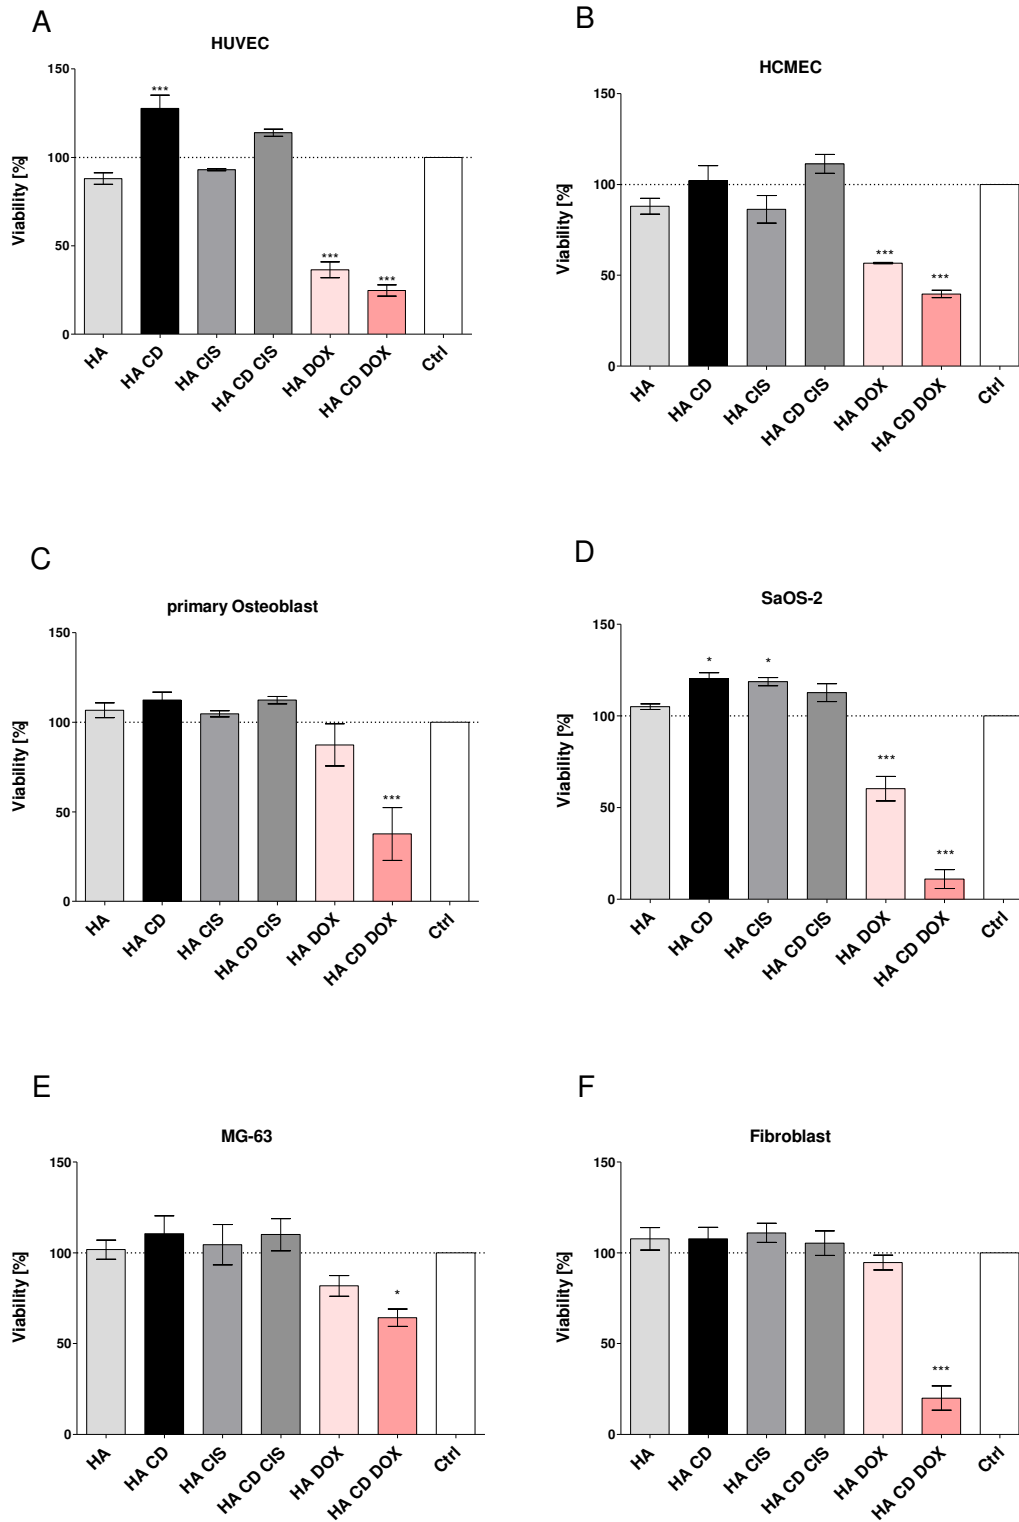 A
HUVEC
Viability [%]
150
100
50
0
***
***
***
HA
HA CD
HA CIS
HA CD CIS
HA DOX
HA CD DOX
Ctrl
B
HCMEC
Viability [%]
150
100
50
0
***
***
HA
HA CD
HA CIS
HA CD CIS
HA DOX
HA CD DOX
Ctrl
C
primary Osteoblast
Viability [%]
150
100
50
0
***
HA
HA CD
HA CIS
HA CD CIS
HA DOX
HA CD DOX
Ctrl
D
SaOS-2
Viability [%]
150
100
50
0
*
*
***
***
HA
HA CD
HA CIS
HA CD CIS
HA DOX
HA CD DOX
Ctrl
E
MG-63
Viability [%]
150
100
50
0
*
HA
HA CD
HA CIS
HA CD CIS
HA DOX
HA CD DOX
Ctrl
F
Fibroblast
Viability [%]
150
100
50
0
***
HA
HA CD
HA CIS
HA CD CIS
HA DOX
HA CD DOX
Ctrl